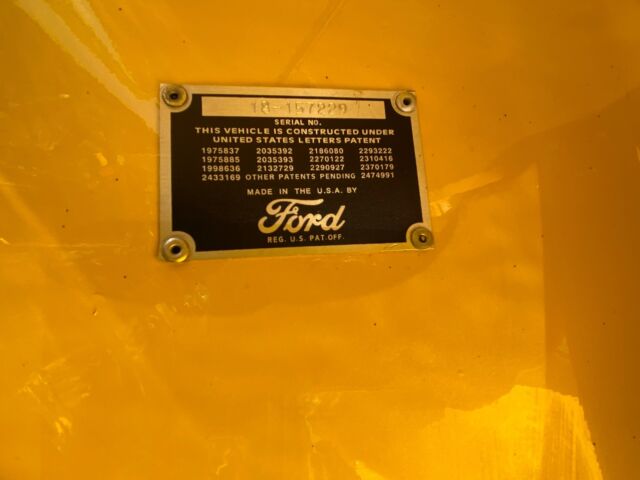 18-157229
SERIAL NO.
THIS VEHICLE IS CONSTRUCTED UNDER
UNITED STATES LETTERS PATENT
1975837 2035392 2186080 2293222
1975885 2035393 2270122 2310416
1998636 2132729 2290927 2370179
2433169 OTHER PATENTS PENDING 2474991
MADE IN THE U.S.A. BY
Ford
REG. U.S. PAT OFF.